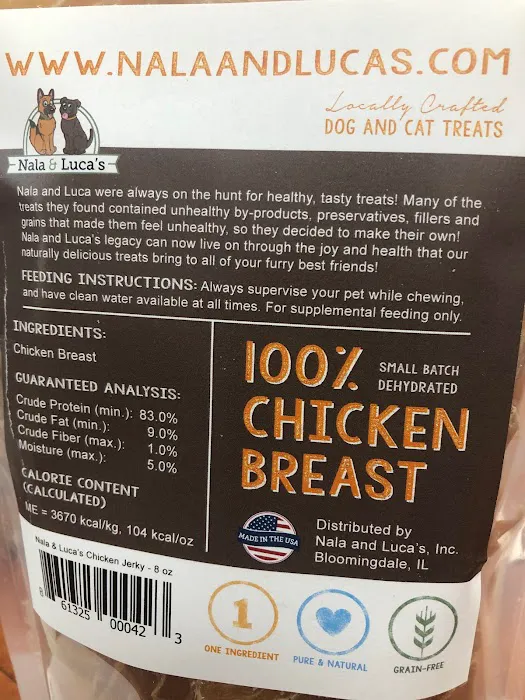 WWW.NALAANDLUCAS.COM
Locally Crafted
DOG AND CAT TREATS
Nala & Luca's
Nala and Luca were always on the hunt for healthy, tasty treats! Many of the
treats they found contained unhealthy by-products, preservatives, fillers and
grains that made them feel unhealthy, so they decided to make their own!
Nala and Luca's legacy can now live on through the joy and health that our
naturally delicious treats bring to all of your furry best friends!
FEEDING INSTRUCTIONS: Always supervise your pet while chewing,
and have clean water available at all times. For supplemental feeding only.
INGREDIENTS:
Chicken Breast
GUARANTEED ANALYSIS:
Crude Protein (min.): 83.0%
Crude Fat (min.): 9.0%
Crude Fiber (max.): 1.0%
Moisture (max.): 5.0%
CALORIE CONTENT
(CALCULATED)
ME = 3670 kcal/kg, 104 kcal/oz
100%
SMALL BATCH
DEHYDRATED
CHICKEN
BREAST
MADE IN THE USA
Distributed by
Nala and Luca's, Inc.
Bloomingdale, IL
Nala & Luca's Chicken Jerky - 8 oz
8 61325 00042 3
1
ONE INGREDIENT
PURE & NATURAL
GRAIN-FREE